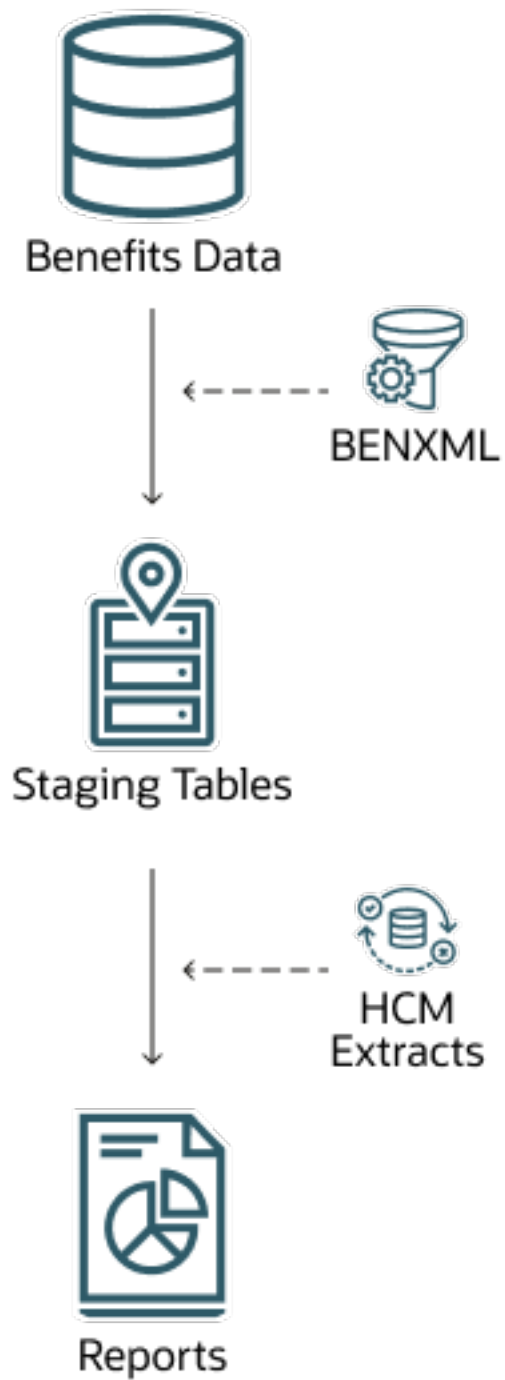 Benefits Data
BENXML
Staging Tables
HCM
Extracts
Reports